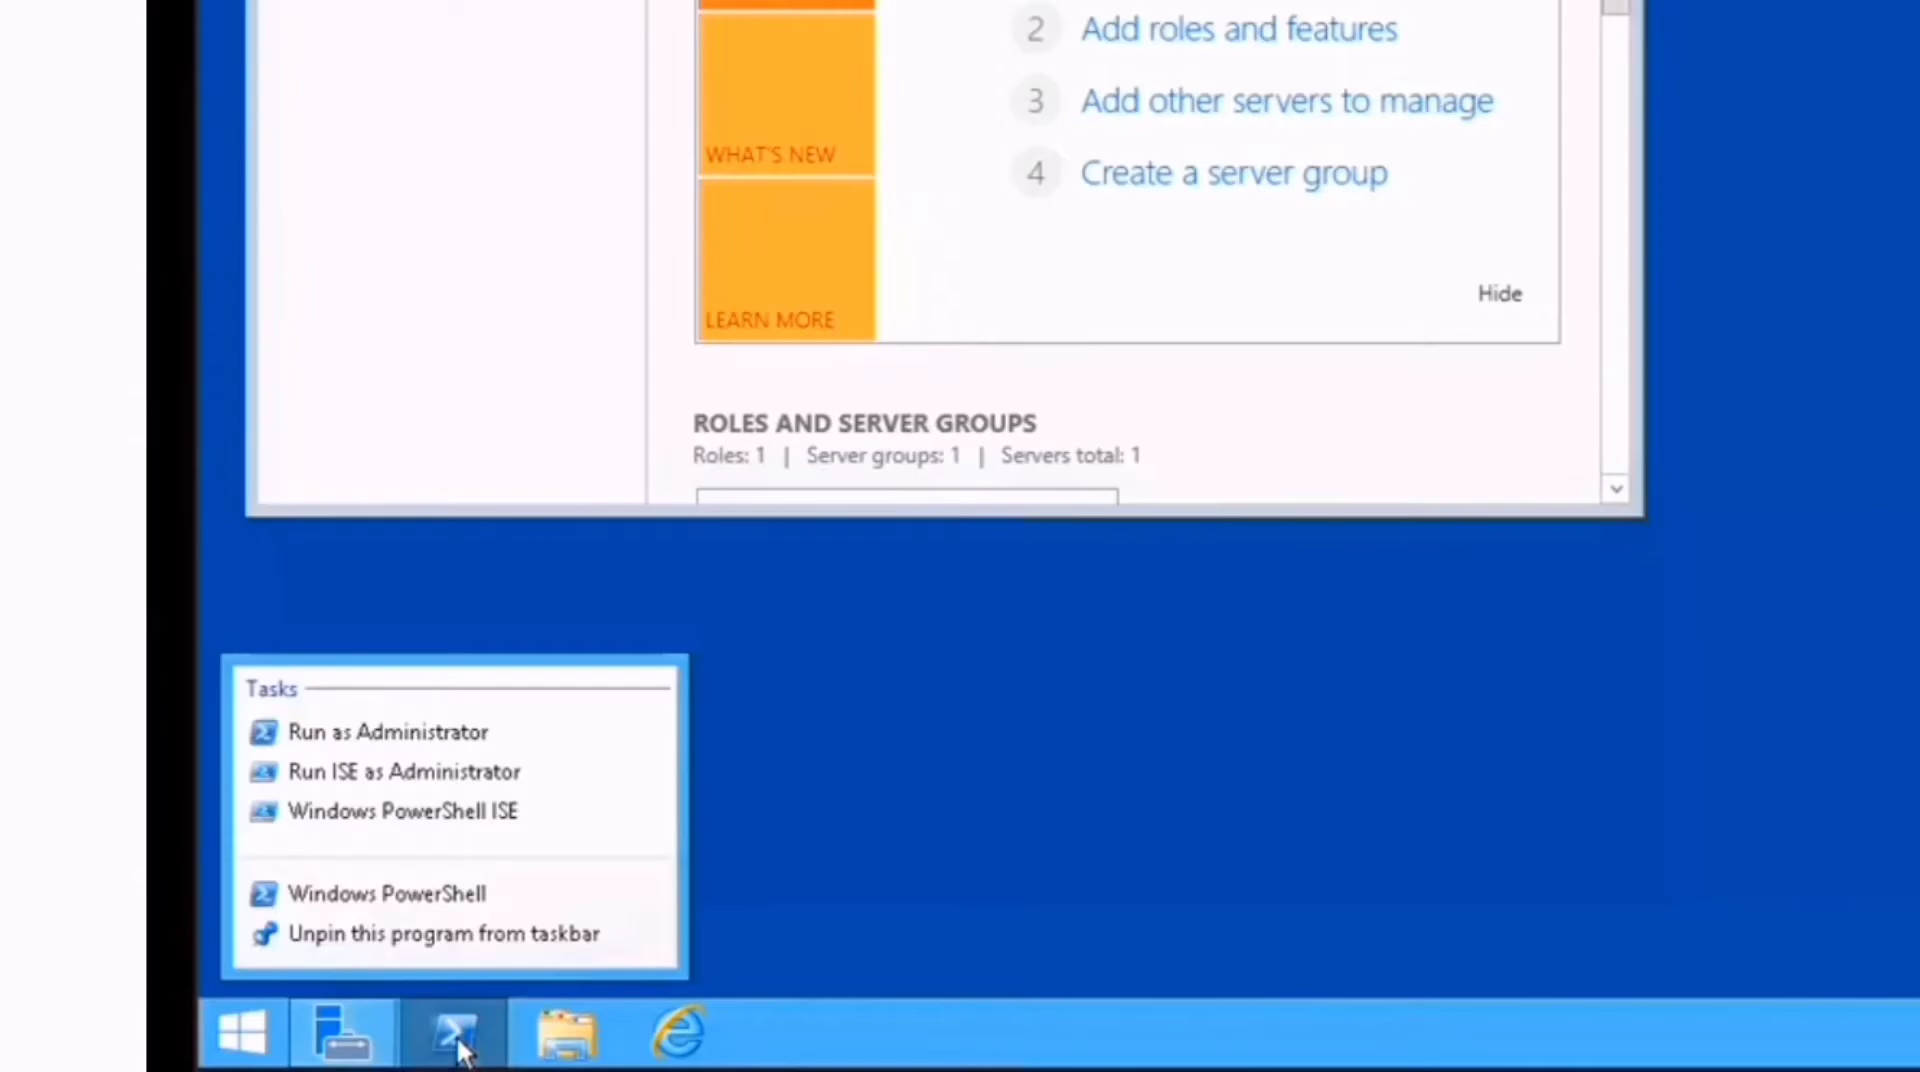 2 Add roles and features
3 Add other servers to manage
WHAT'S NEW
4 Create a server group
Hide
LEARN MORE
ROLES AND SERVER GROUPS
Roles: 1 | Server groups: 1 | Servers total: 1
Tasks
Run as Administrator
Run ISE as Administrator
Windows PowerShell ISE
Windows PowerShell
Unpin this program from taskbar